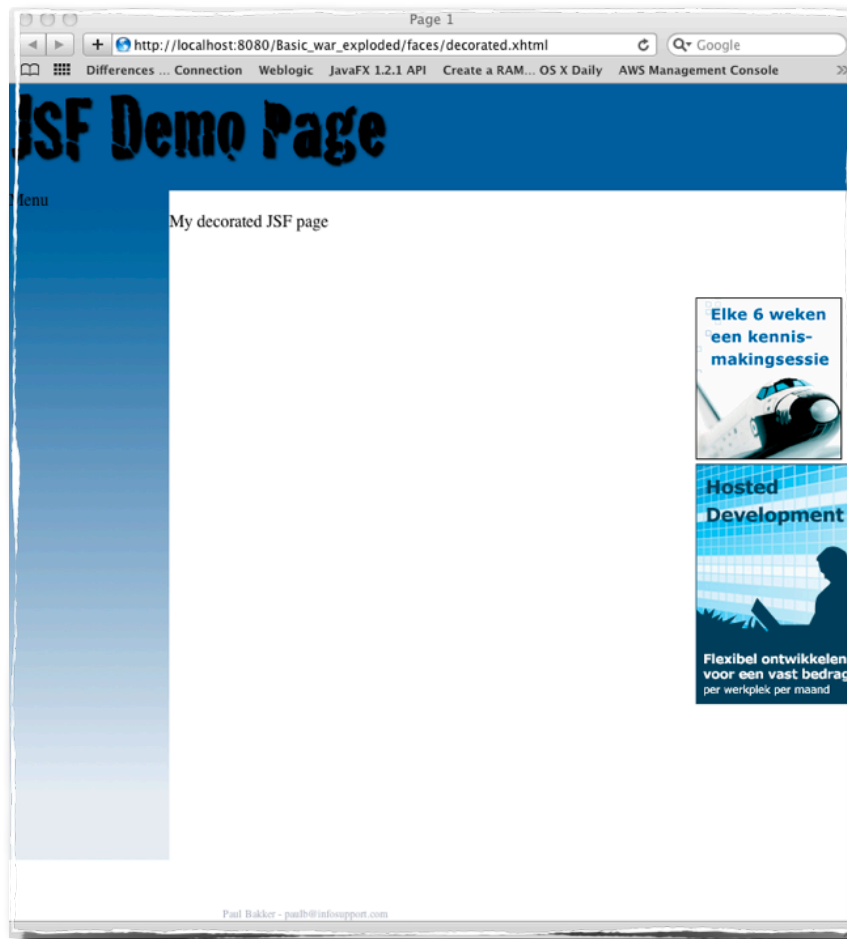 Page 1
http://localhost:8080/Basic_war_exploded/faces/decorated.xhtml
Google
Differences ... Connection Weblogic JavaFX 1.2.1 API Create a RAM... OS X Daily AWS Management Console
JSF Demo Page
Menu
My decorated JSF page
Elke 6 weken
een kennis-
makingsessie
Hosted
Development
Flexibel ontwikkelen
voor een vast bedrag
per werkplek per maand
Paul Bakker - paulb@infosupport.com